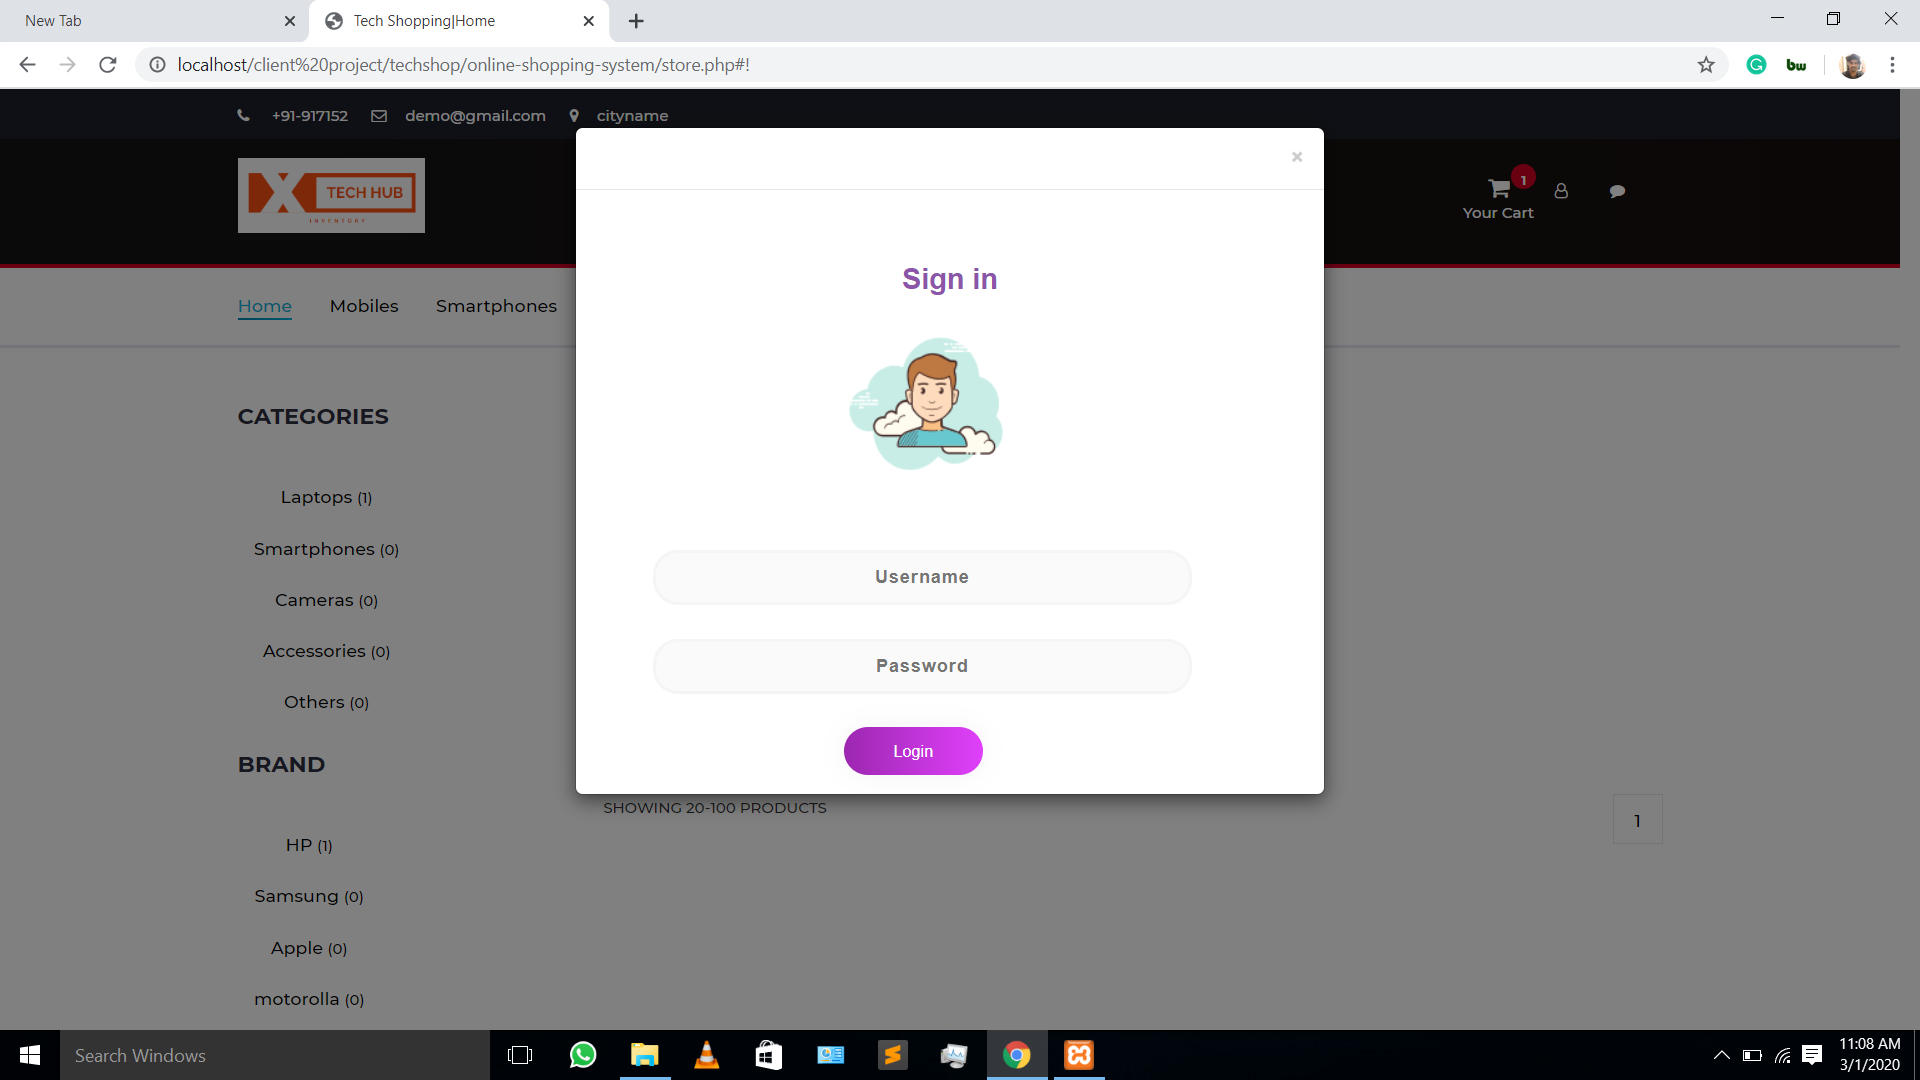 New Tab
Tech Shopping|Home
localhost/client%20project/techshop/online-shopping-system/store.php#!
bw
+91-917152 demo@gmail.com cityname
X TECH HUB
INVENTORY
1
Your Cart
Home Mobiles Smartphones
Sign in
CATEGORIES
Laptops (1)
Smartphones (0)
Cameras (0)
Accessories (0)
Others (0)
Username
Password
Login
BRAND
SHOWING 20-100 PRODUCTS
1
HP (1)
Samsung (0)
Apple (0)
motorolla (0)
Search Windows
11:08 AM
3/1/2020